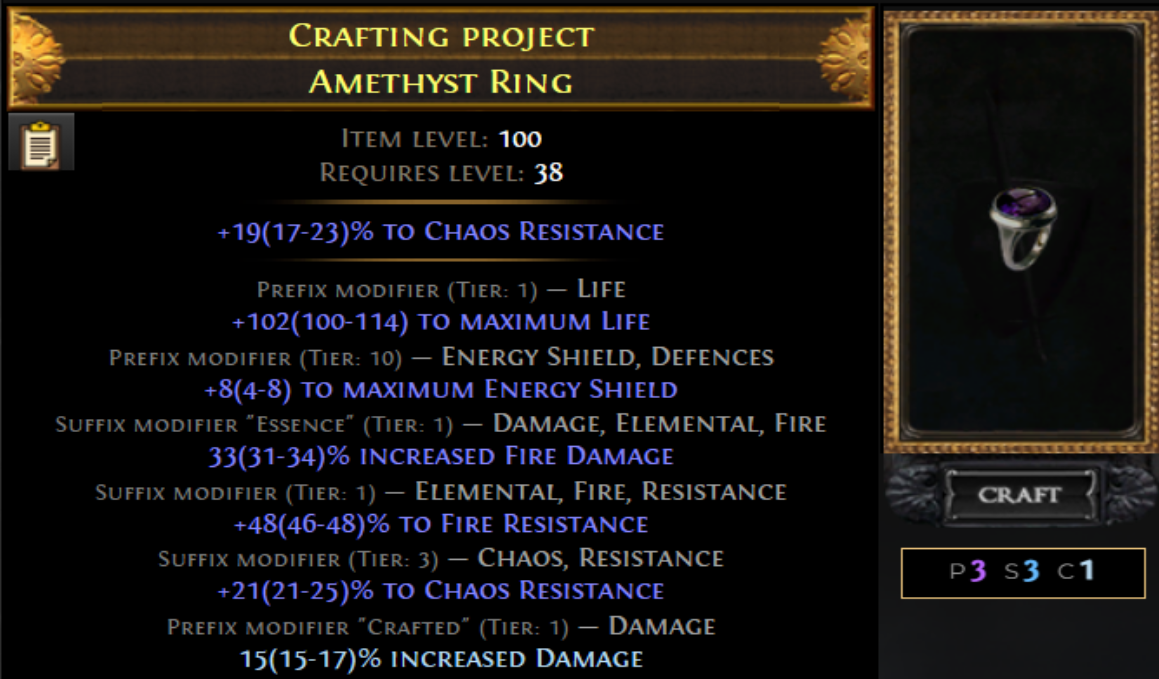 Crafting project
Amethyst Ring
Item level: 100
Requires level: 38
+19(17-23)% to Chaos Resistance
Prefix modifier (Tier: 1) — Life
+102(100-114) to maximum Life
Prefix modifier (Tier: 10) — Energy Shield, Defences
+8(4-8) to maximum Energy Shield
Suffix modifier "Essence" (Tier: 1) — Damage, Elemental, Fire
33(31-34)% increased Fire Damage
Suffix modifier (Tier: 1) — Elemental, Fire, Resistance
+48(46-48)% to Fire Resistance
Suffix modifier (Tier: 3) — Chaos, Resistance
+21(21-25)% to Chaos Resistance
Prefix modifier "Crafted" (Tier: 1) — Damage
15(15-17)% increased Damage
CRAFT
P3 S3 C1